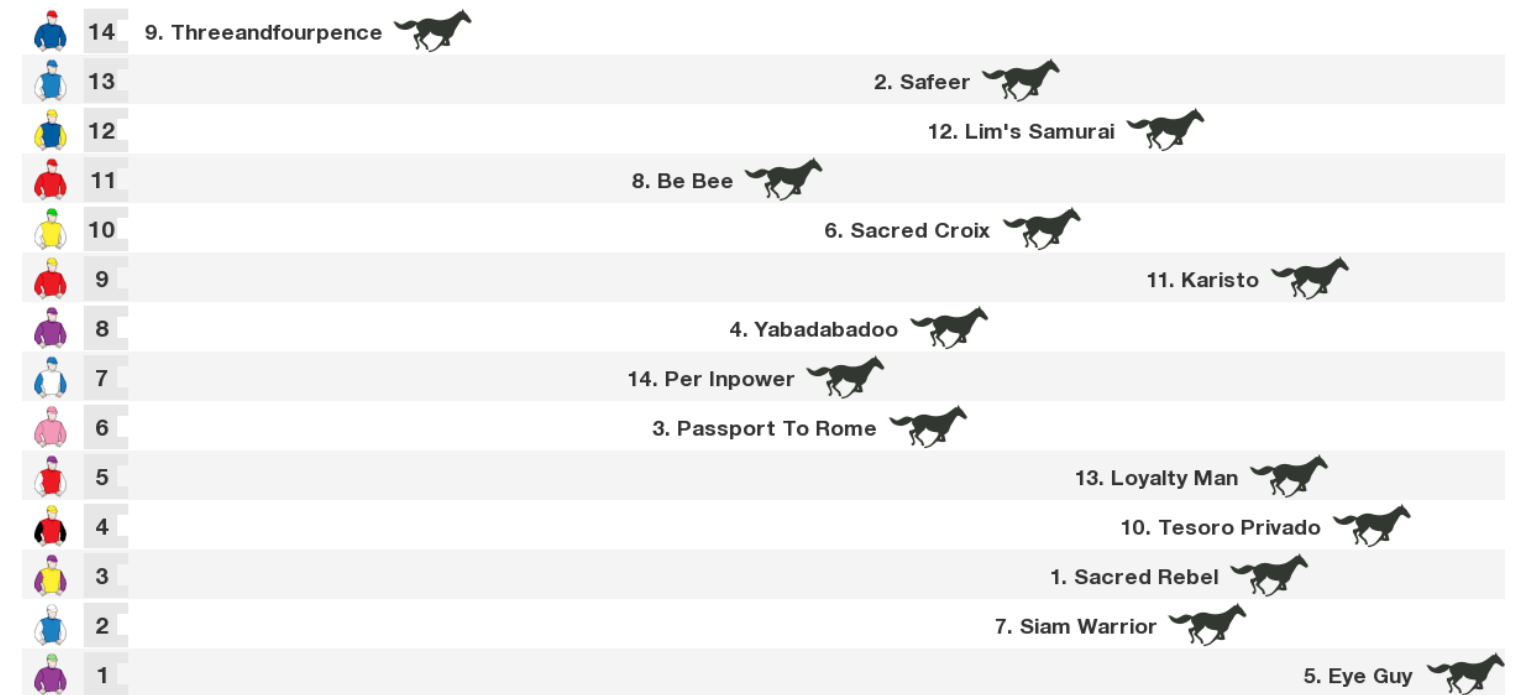 14 9. Threeandfourpence
13 2. Safeer
12 12. Lim's Samurai
11 8. Be Bee
10 6. Sacred Croix
9 11. Karisto
8 4. Yabadabadoo
7 14. Per Inpower
6 3. Passport To Rome
5 13. Loyalty Man
4 10. Tesoro Privado
3 1. Sacred Rebel
2 7. Siam Warrior
1 5. Eye Guy